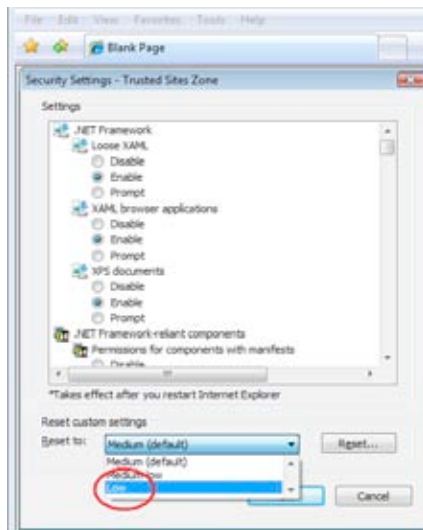 File Edit View Favorites Tools Help
Blank Page
Security Settings - Trusted Sites Zone
Settings
.NET Framework
Loose XAML
Disable
Enable
Prompt
XAML browser applications
Disable
Enable
Prompt
XPS documents
Disable
Enable
Prompt
.NET Framework-reliant components
Permissions for components with manifests
Disable
*Takes effect after you restart Internet Explorer
Reset custom settings
Reset to: Medium (default) Reset...
Medium (default)
Medium-low
Low
Cancel